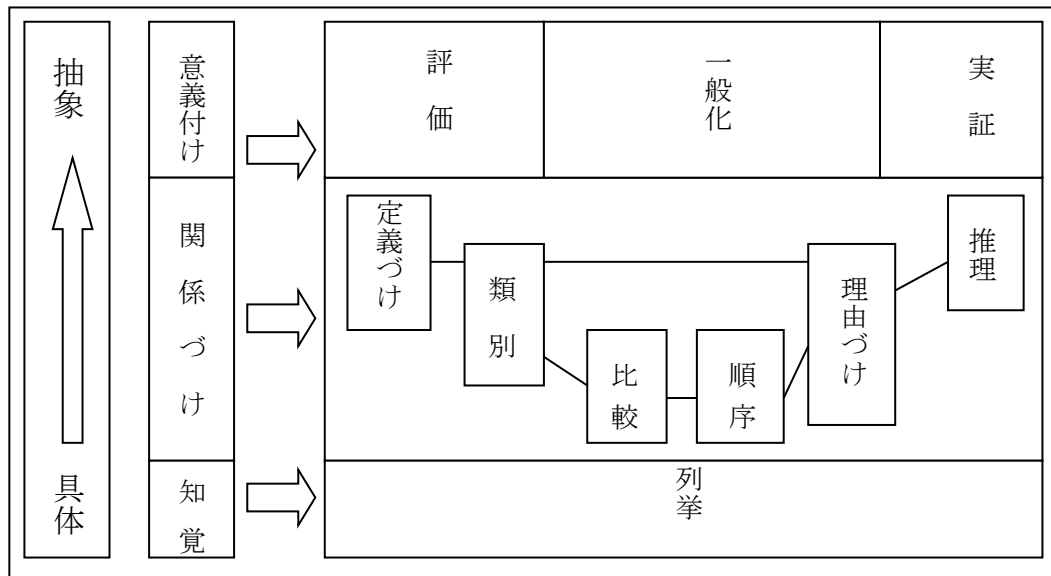 抽象
具体
意義付け
関係づけ
知覚
評価
一般化
実証
定義づけ
類別
比較
順序
理由づけ
推理
列挙